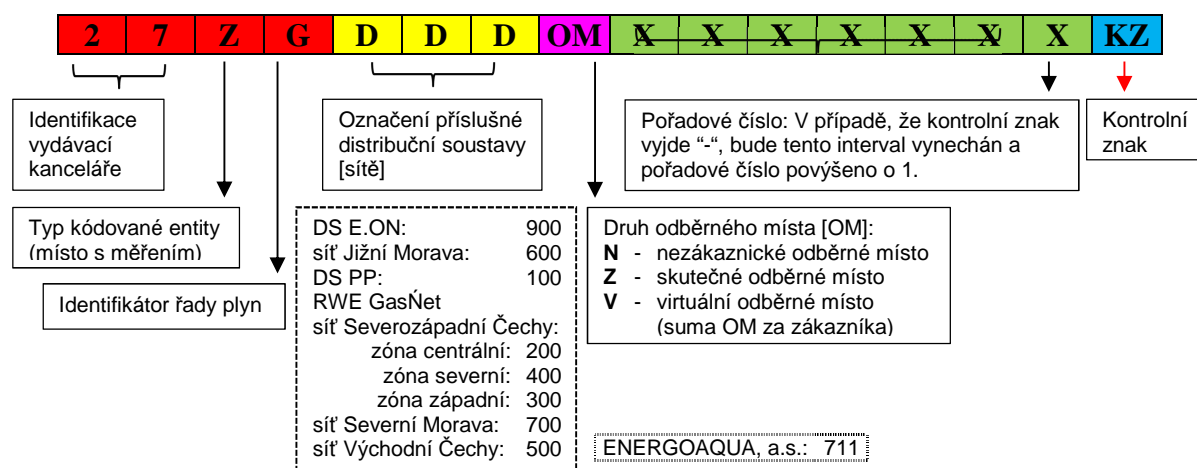 2 7 Z G D D D OM X X X X X X X KZ
Identifikace
vydávací
kanceláře
Označení příslušné
distribuční soustavy
[sítě]
Pořadové číslo: V případě, že kontrolní znak
vyjde “-“, bude tento interval vynechán a
pořadové číslo povýšeno o 1.
Kontrolní
znak
Typ kódované entity
(místo s měřením)
Identifikátor řady plyn
DS E.ON: 900
síť Jižní Morava: 600
DS PP: 100
RWE GasŃet
síť Severozápadní Čechy:
zóna centrální: 200
zóna severní: 400
zóna západní: 300
síť Severní Morava: 700
síť Východní Čechy: 500
Druh odběrného místa [OM]:
N - nezákaznické odběrné místo
Z - skutečné odběrné místo
V - virtuální odběrné místo
(suma OM za zákazníka)
ENERGOAQUA, a.s.: 711